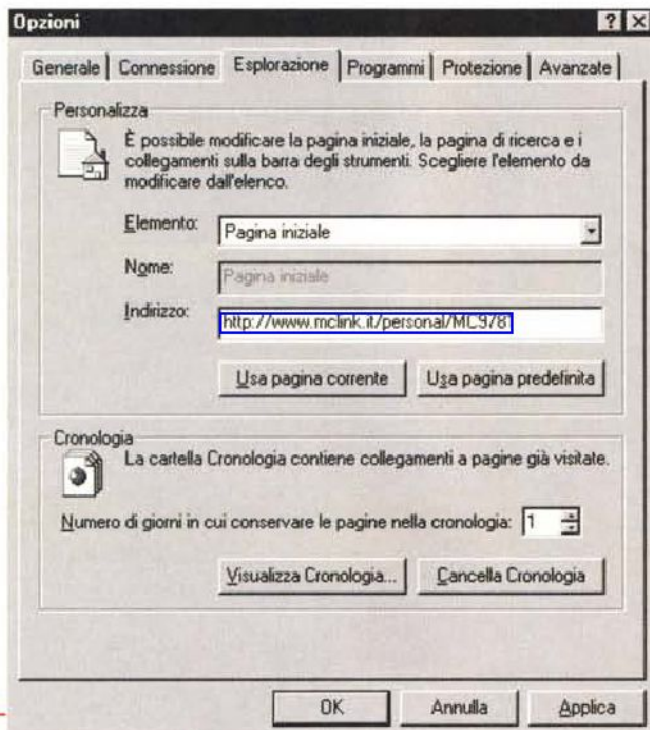 Opzioni
Generale Connessione Esplorazione Programmi Protezione Avanzate
Personalizza
È possibile modificare la pagina iniziale, la pagina di ricerca e i
collegamenti sulla barra degli strumenti. Scegliere l'elemento da
modificare dall'elenco.
Elemento: Pagina iniziale
Nome: Pagina iniziale
Indirizzo: http://www.mclink.it/personal/MC9781
Usa pagina corrente Usa pagina predefinita
Cronologia
La cartella Cronologia contiene collegamenti a pagine già visitate.
Numero di giorni in cui conservare le pagine nella cronologia: 1
Visualizza Cronologia... Cancella Cronologia
OK Annulla Applica